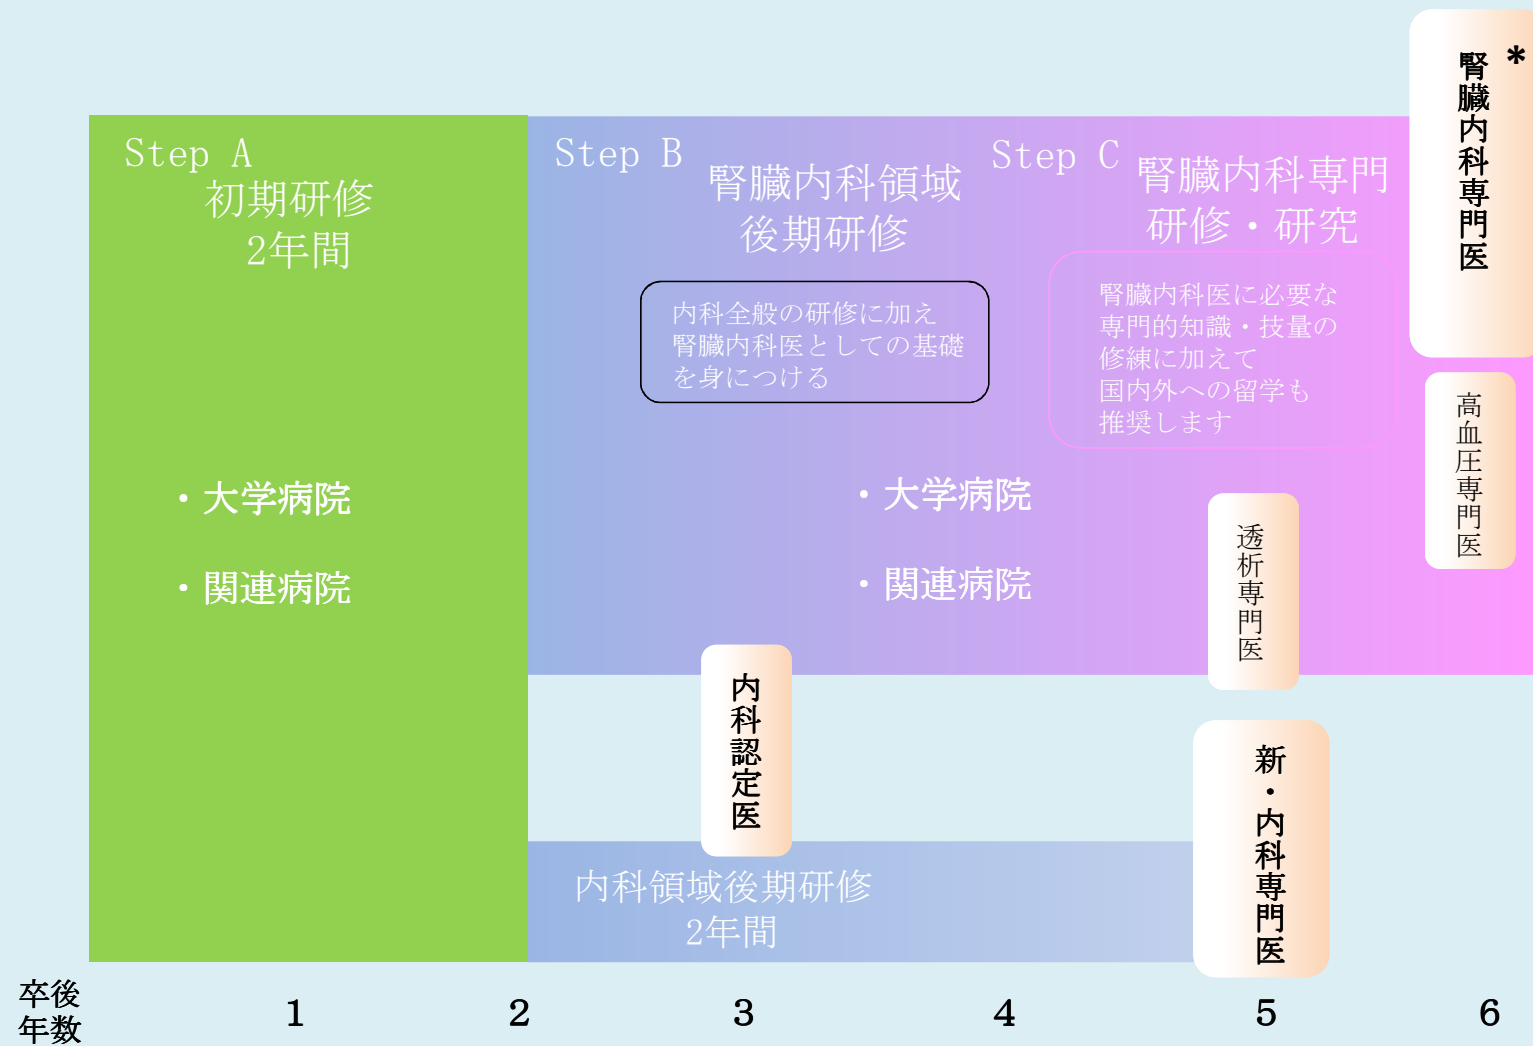 Step A
初期研修
2年間
・大学病院
・関連病院
Step B
腎臓内科領域
後期研修
内科全般の研修に加え
腎臓内科医としての基礎
を身につける
Step C
腎臓内科専門
研修・研究
腎臓内科医に必要な
専門的知識・技量の
修練に加えて
国内外への留学も
推奨します
・大学病院
・関連病院
腎臓内科専門医
*
高血圧専門医
透析専門医
内科認定医
新・内科専門医
内科領域後期研修
2年間
卒後
年数
1 2 3 4 5 6